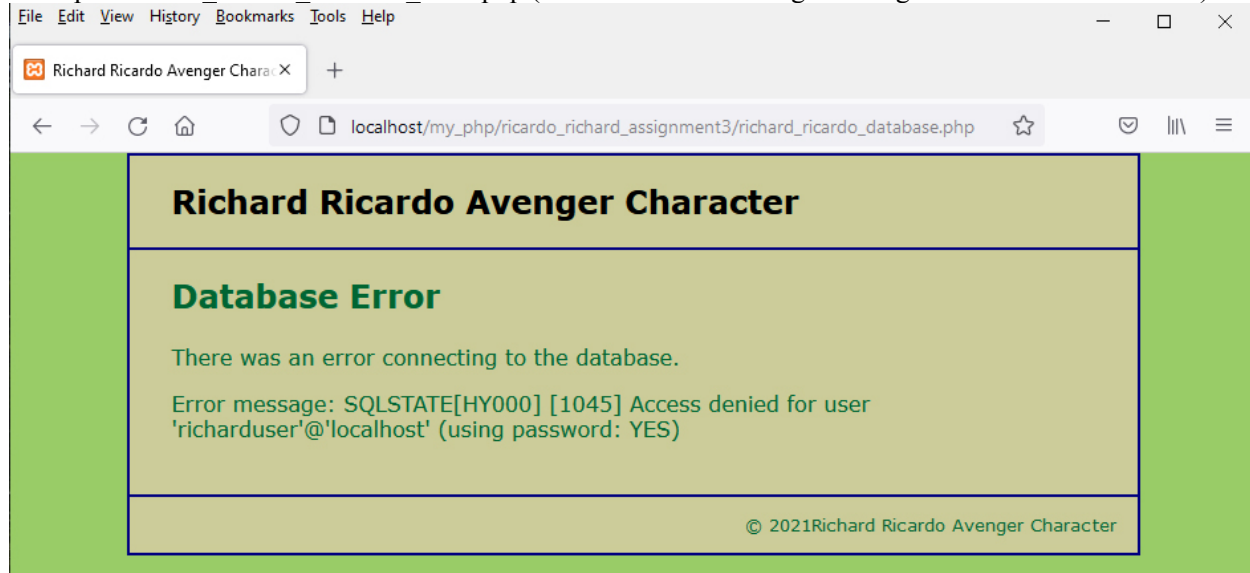 File Edit View History Bookmarks Tools Help
Richard Ricardo Avenger Charac
localhost/my_php/ricardo_richard_assignment3/richard_ricardo_database.php
Richard Ricardo Avenger Character
Database Error
There was an error connecting to the database.
Error message: SQLSTATE[HY000] [1045] Access denied for user
'richarduser'@'localhost' (using password: YES)
© 2021Richard Ricardo Avenger Character